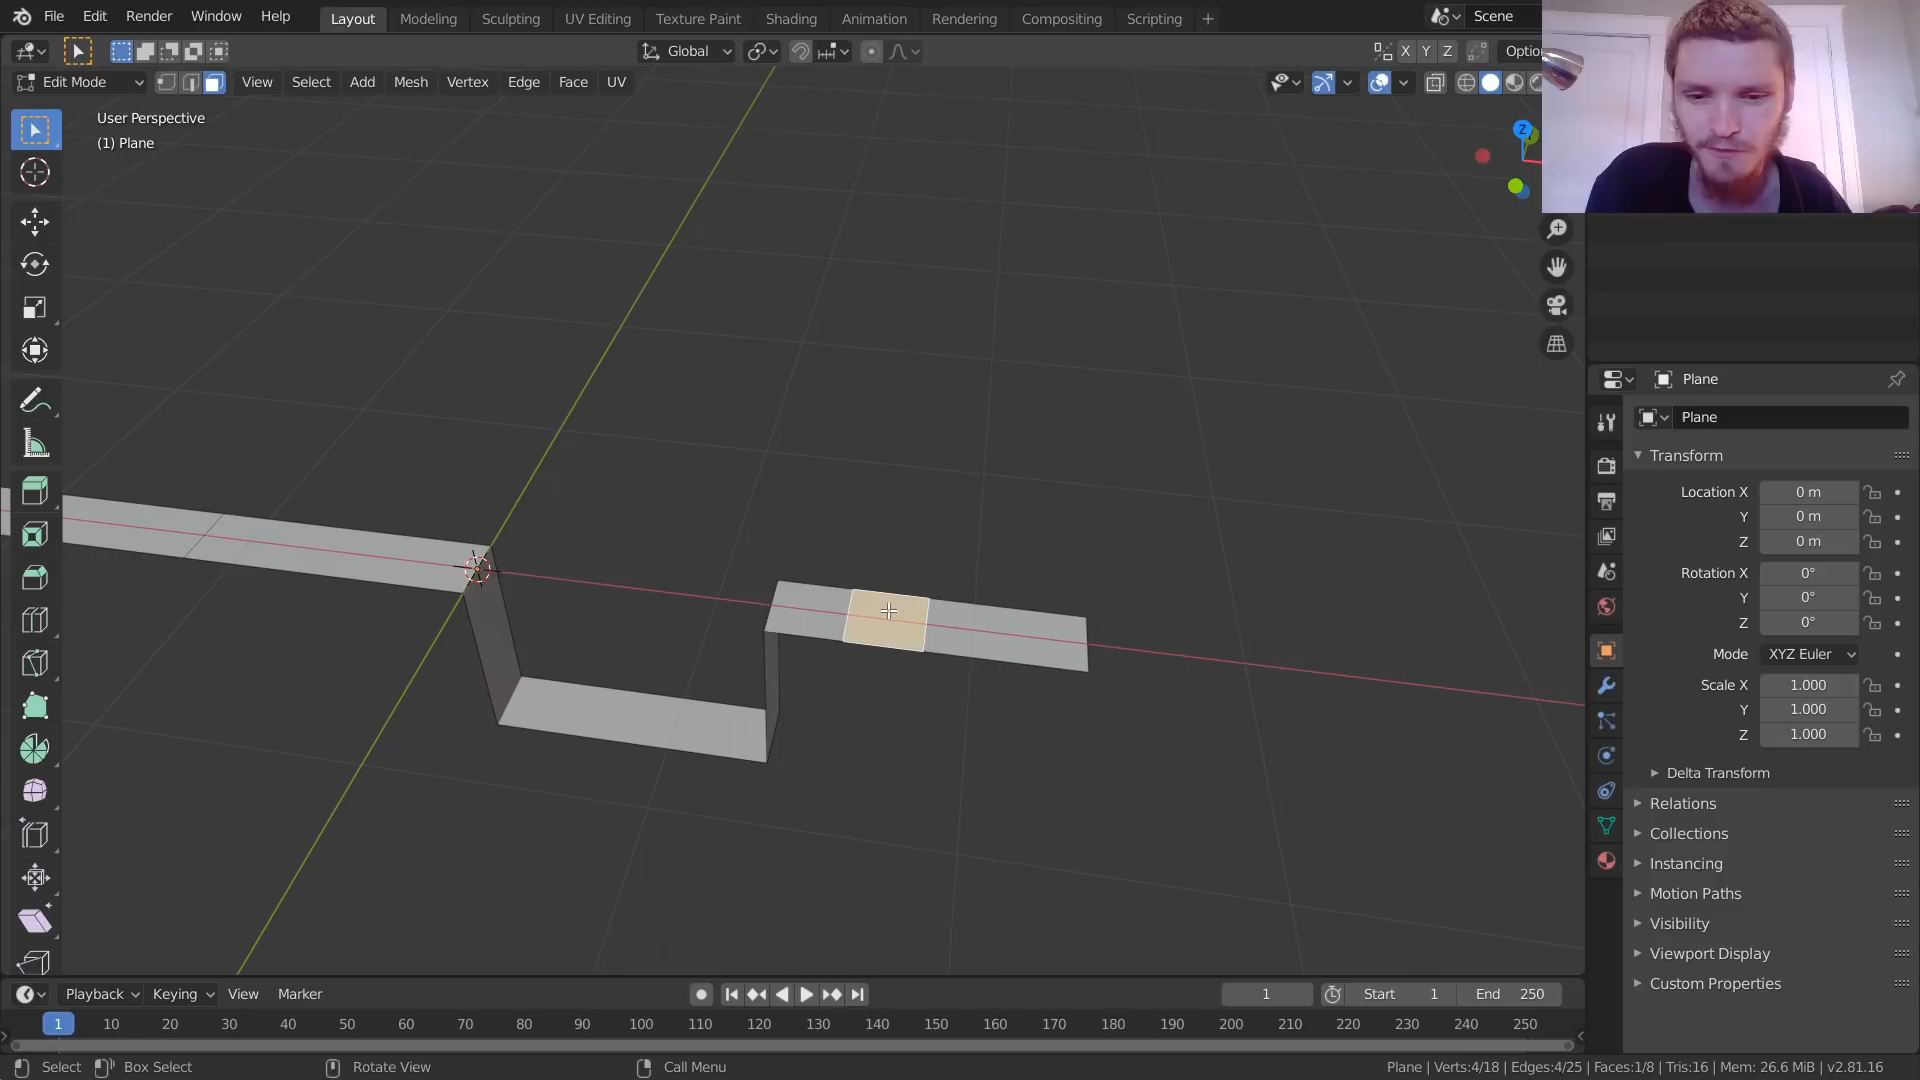 File Edit Render Window Help Layout Modeling Sculpting UV Editing Texture Paint Shading Animation Rendering Compositing Scripting + Scene
Global X Y Z Optio
Edit Mode View Select Add Mesh Vertex Edge Face UV
User Perspective
(1) Plane
Z
Plane
Plane
Transform
Location X 0 m
Y 0 m
Z 0 m
Rotation X 0°
Y 0°
Z 0°
Mode XYZ Euler
Scale X 1.000
Y 1.000
Z 1.000
Delta Transform
Relations
Collections
Instancing
Motion Paths
Visibility
Viewport Display
Custom Properties
Playback Keying View Marker 1 Start 1 End 250
1 10 20 30 40 50 60 70 80 90 100 110 120 130 140 150 160 170 180 190 200 210 220 230 240 250
Select Box Select Rotate View Call Menu Plane | Verts:4/18 | Edges:4/25 | Faces:1/8 | Tris:16 | Mem: 26.6 MiB | v2.81.16